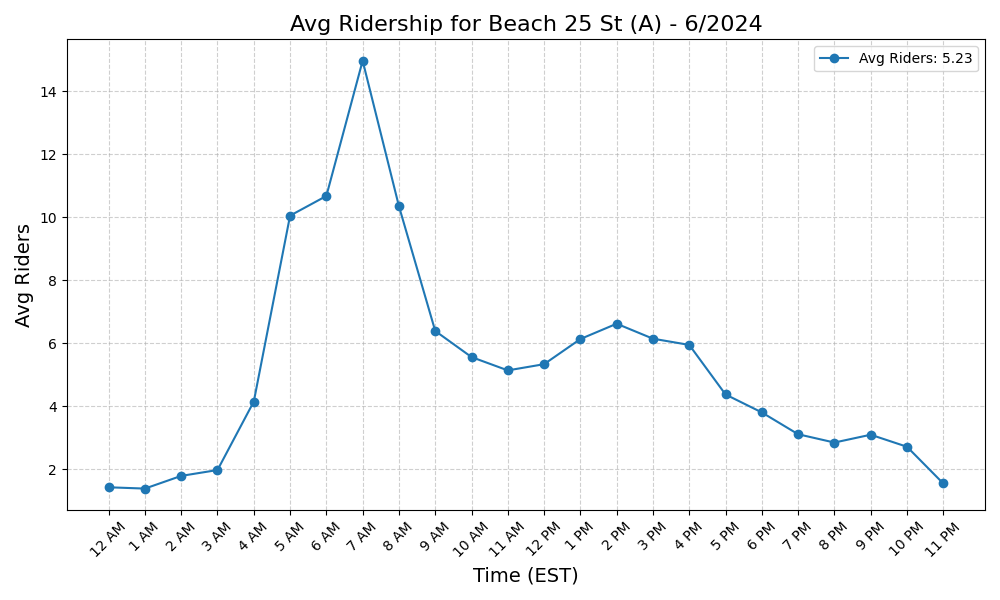 Avg Ridership for Beach 25 St (A) - 6/2024
Avg Riders: 5.23
Avg Riders
14
12
10
8
6
4
2
12 AM
1 AM
2 AM
3 AM
4 AM
5 AM
6 AM
7 AM
8 AM
9 AM
10 AM
11 AM
12 PM
1 PM
2 PM
3 PM
4 PM
5 PM
6 PM
7 PM
8 PM
9 PM
10 PM
11 PM
Time (EST)